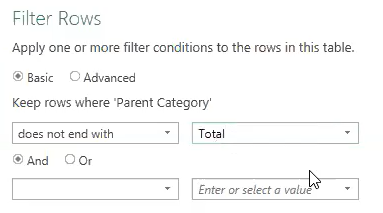 Filter Rows
Apply one or more filter conditions to the rows in this table.
Basic Advanced
Keep rows where 'Parent Category'
does not end with Total
And Or
Enter or select a value